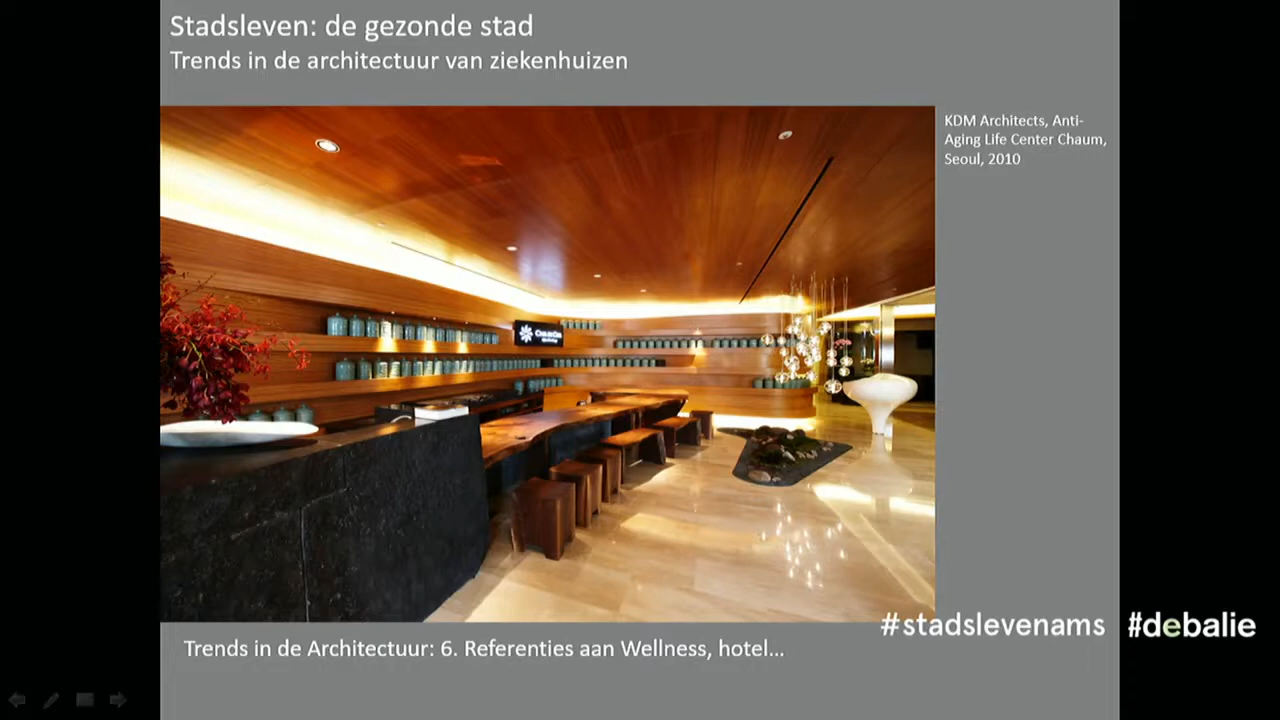 Stadsleven: de gezonde stad
Trends in de architectuur van ziekenhuizen
KDM Architects, Anti-
Aging Life Center Chaum,
Seoul, 2010
#stadslevenams #debalie
Trends in de Architectuur: 6. Referenties aan Wellness, hotel...